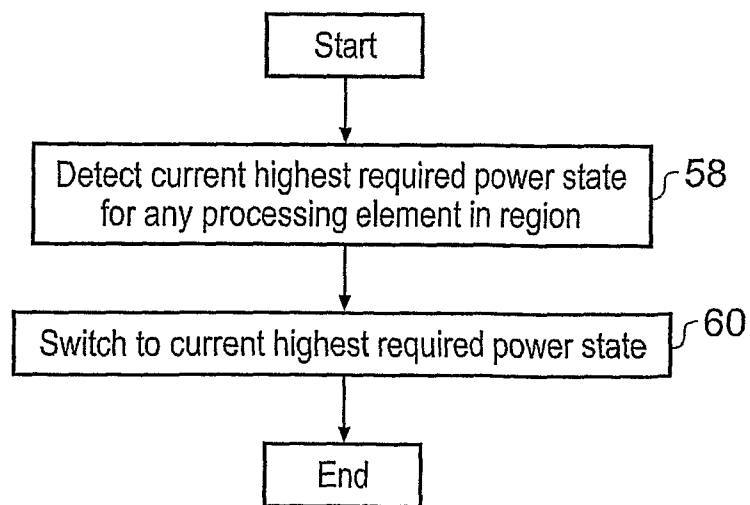 Start
Detect current highest required power state
for any processing element in region
58
Switch to current highest required power state
60
End